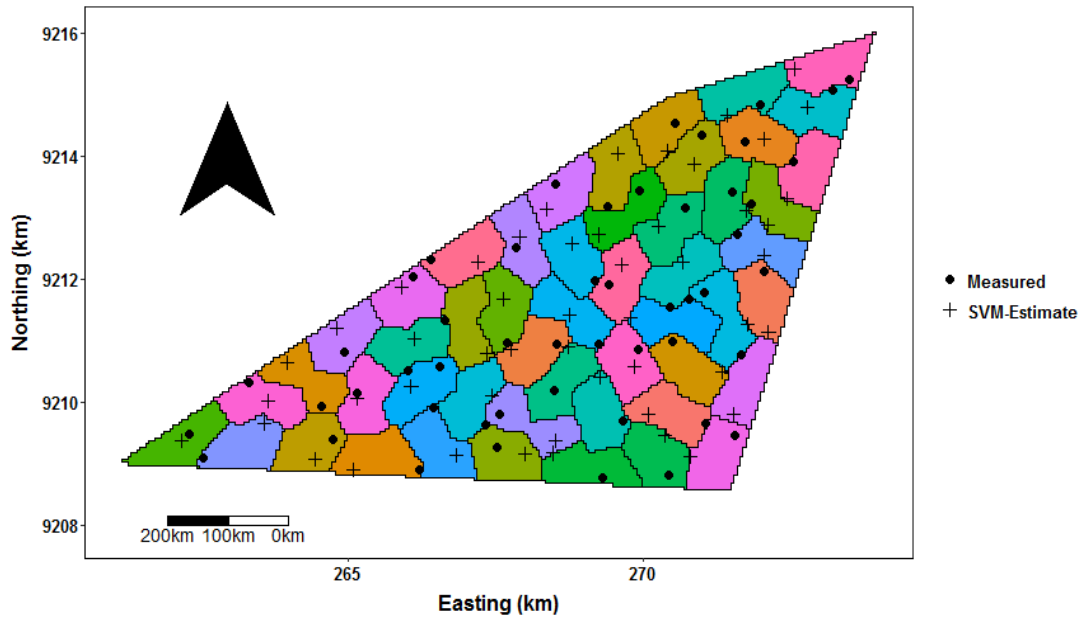 9216
9214
9212
9210
9208
Northing (km)
200km 100km 0km
265 270
Easting (km)
Measured
SVM-Estimate